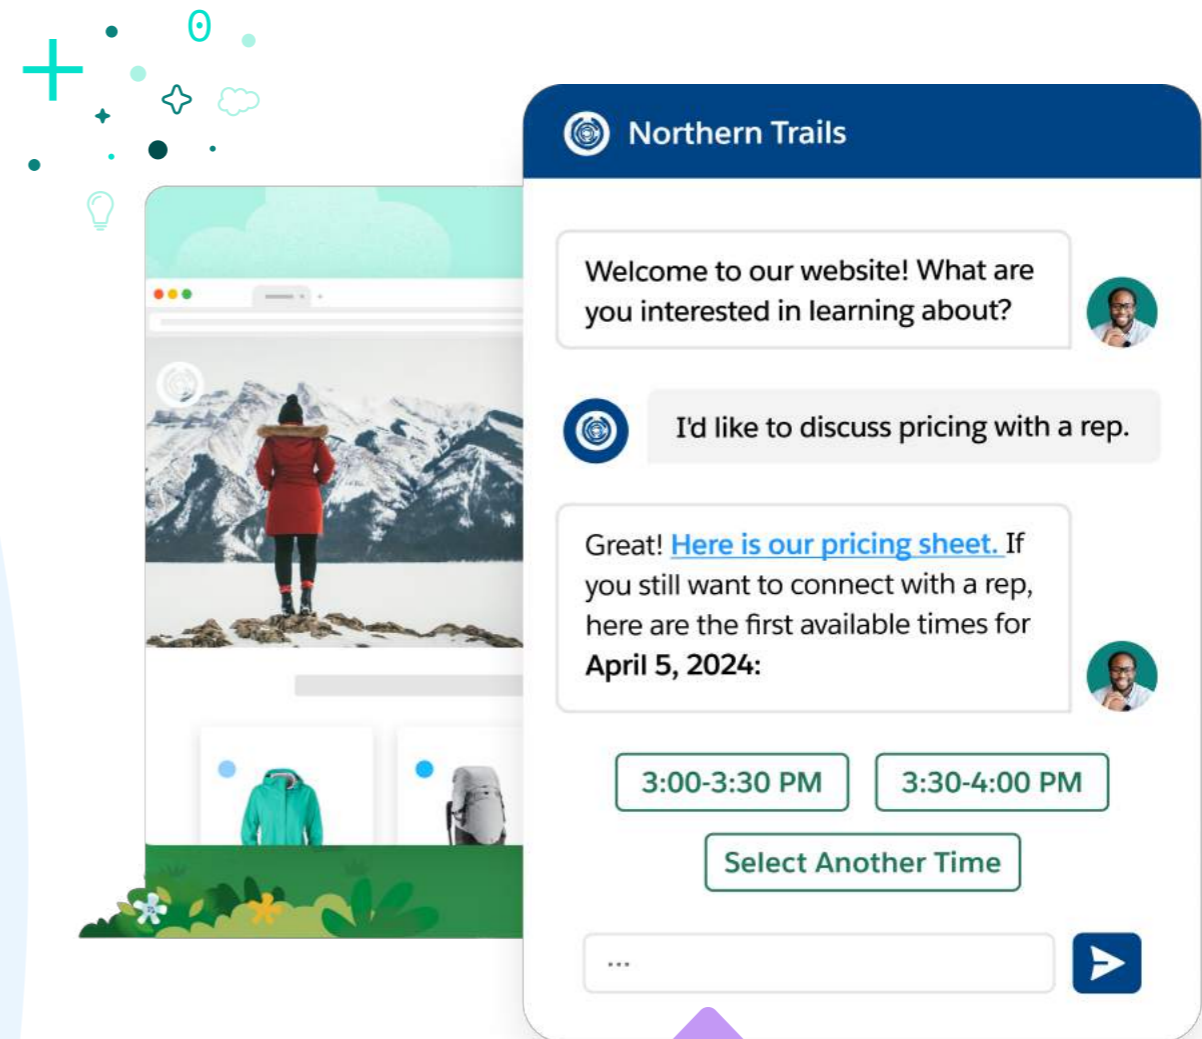 0
Northern Trails
Welcome to our website! What are
you interested in learning about?
I'd like to discuss pricing with a rep.
Great! Here is our pricing sheet. If
you still want to connect with a rep,
here are the first available times for
April 5, 2024:
3:00-3:30 PM
3:30-4:00 PM
Select Another Time
...